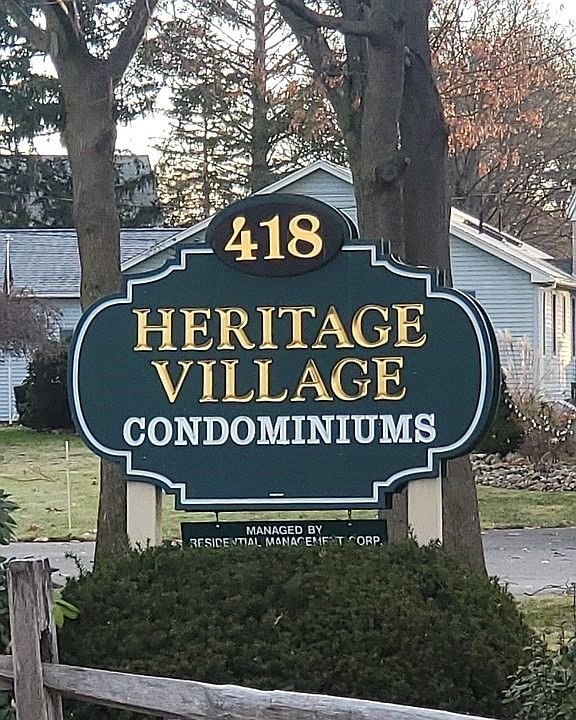 418
HERITAGE
VILLAGE
CONDOMINIUMS
MANAGED BY
RESIDENTIAL MANAGEMENT CORP.